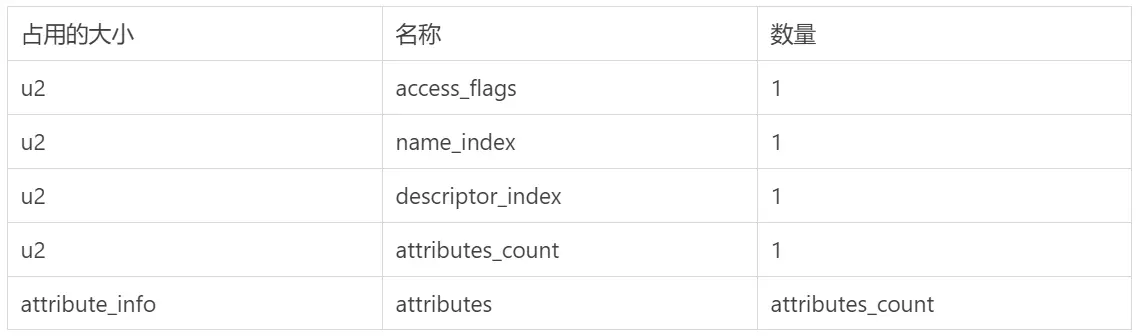 占用的大小 名称 数量
u2 access_flags 1
u2 name_index 1
u2 descriptor_index 1
u2 attributes_count 1
attribute_info attributes attributes_count